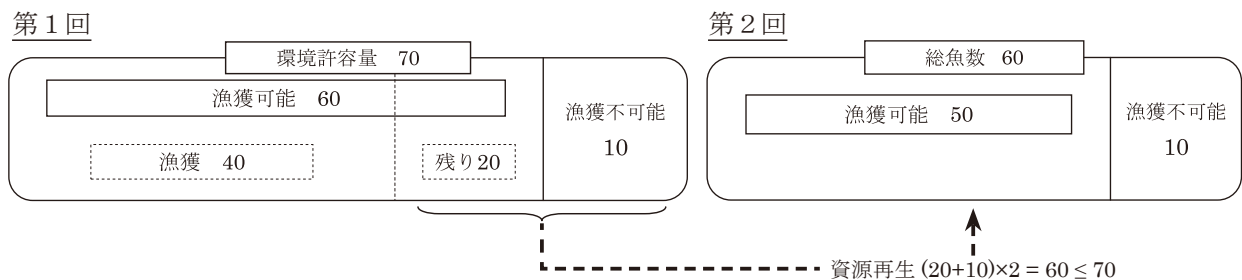 第１回
環境許容量 70
漁獲可能 60
漁獲 40
残り20
漁獲不可能
10
第２回
総魚数 60
漁獲可能 50
漁獲不可能
10
資源再生 (20+10)×2 = 60 ≤ 70